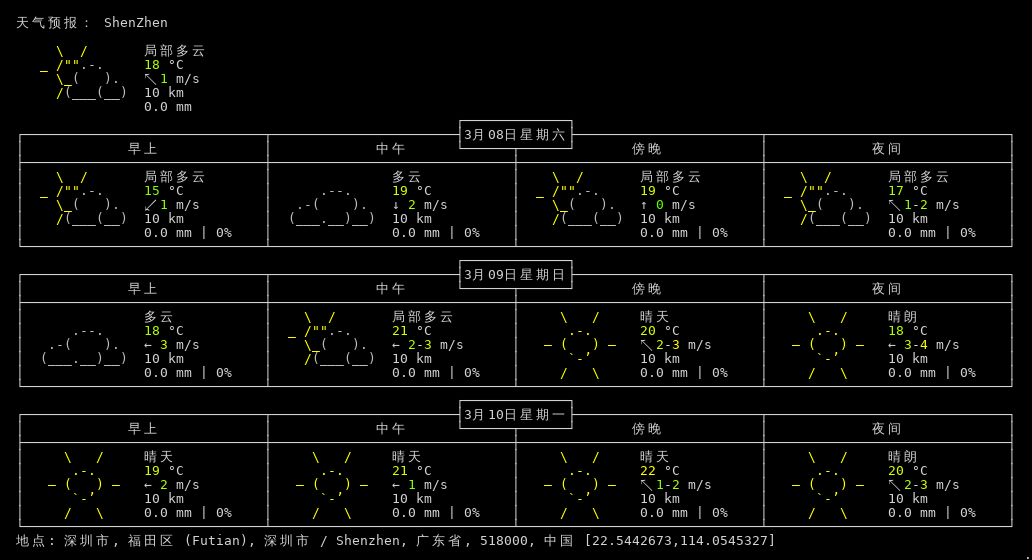 天气预报： ShenZhen
局部多云
18 °C
↖ 1 m/s
10 km
0.0 mm
3月08日星期六
早上 中午 傍晚 夜间
局部多云 多云 局部多云 局部多云
15 °C 19 °C 19 °C 17 °C
↙ 1 m/s ↓ 2 m/s ↑ 0 m/s ↖ 1-2 m/s
10 km 10 km 10 km 10 km
0.0 mm | 0% 0.0 mm | 0% 0.0 mm | 0% 0.0 mm | 0%
3月09日星期日
早上 中午 傍晚 夜间
多云 局部多云 晴天 晴朗
18 °C 21 °C 20 °C 18 °C
← 3 m/s ← 2-3 m/s ↖ 2-3 m/s ← 3-4 m/s
10 km 10 km 10 km 10 km
0.0 mm | 0% 0.0 mm | 0% 0.0 mm | 0% 0.0 mm | 0%
3月10日星期一
早上 中午 傍晚 夜间
晴天 晴天 晴天 晴朗
19 °C 21 °C 22 °C 20 °C
← 2 m/s ← 1 m/s ↖ 1-2 m/s ↖ 2-3 m/s
10 km 10 km 10 km 10 km
0.0 mm | 0% 0.0 mm | 0% 0.0 mm | 0% 0.0 mm | 0%
地点: 深圳市, 福田区 (Futian), 深圳市 / Shenzhen, 广东省, 518000, 中国 [22.5442673,114.0545327]